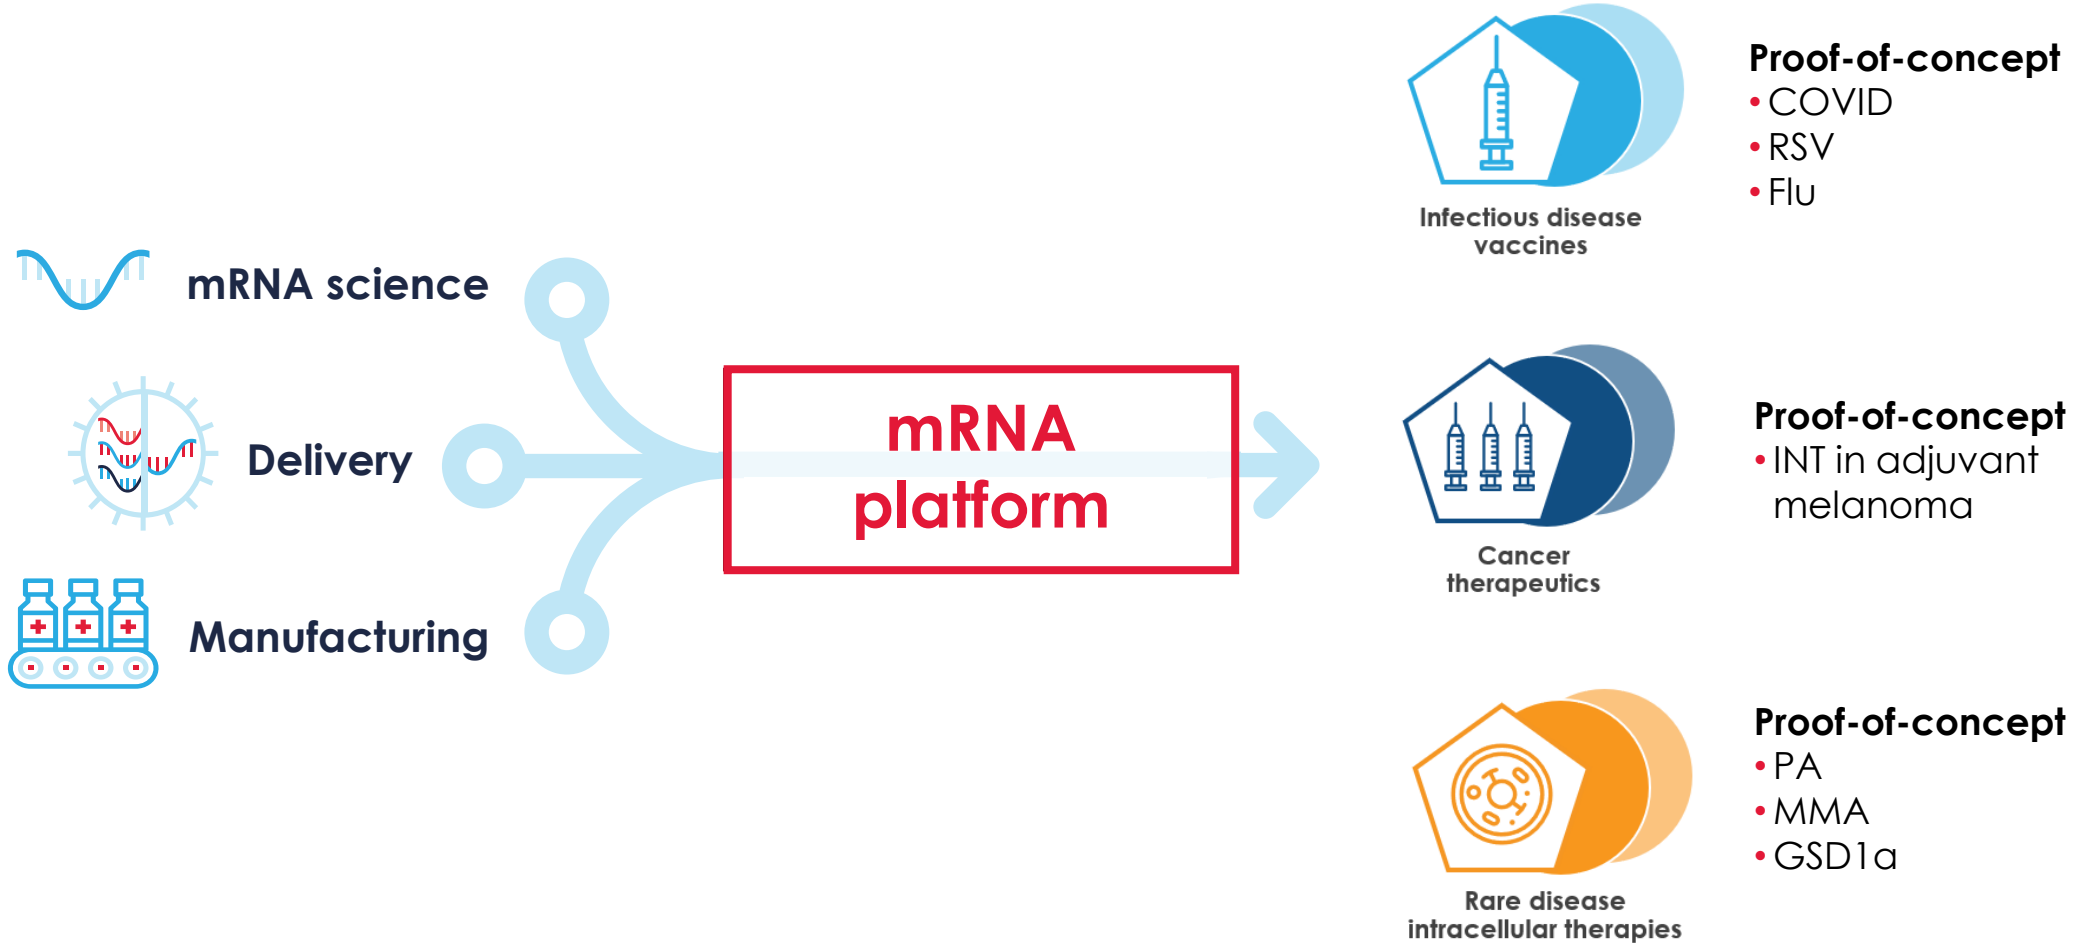 mRNA science
Delivery
Manufacturing
mRNA
platform
Infectious disease
vaccines
Proof-of-concept
• COVID
• RSV
• Flu
Cancer
therapeutics
Proof-of-concept
• INT in adjuvant
melanoma
Rare disease
intracellular therapies
Proof-of-concept
• PA
• MMA
• GSD1a